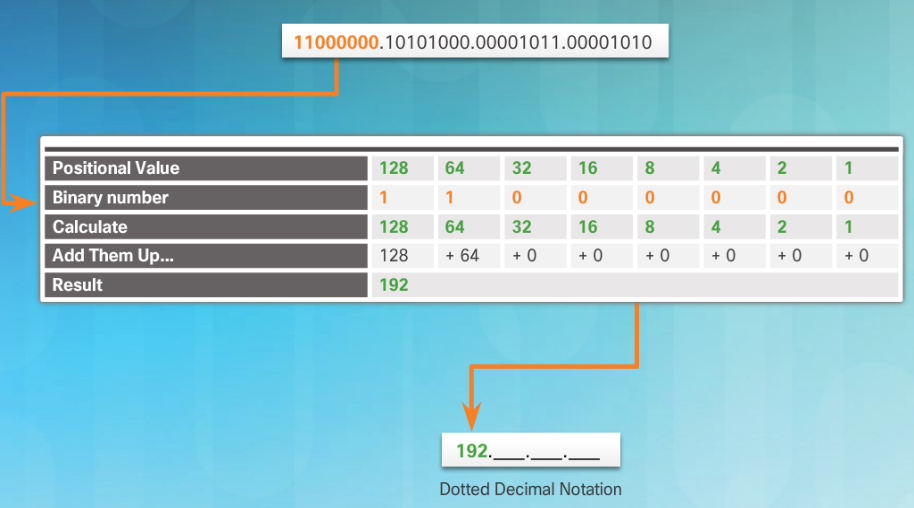 11000000.10101000.00001011.00001010
Positional Value 128 64 32 16 8 4 2 1
Binary number 1 1 0 0 0 0 0 0
Calculate 128 64 32 16 8 4 2 1
Add Them Up... 128 + 64 + 0 + 0 + 0 + 0 + 0 + 0
Result 192
192.___.___.___
Dotted Decimal Notation